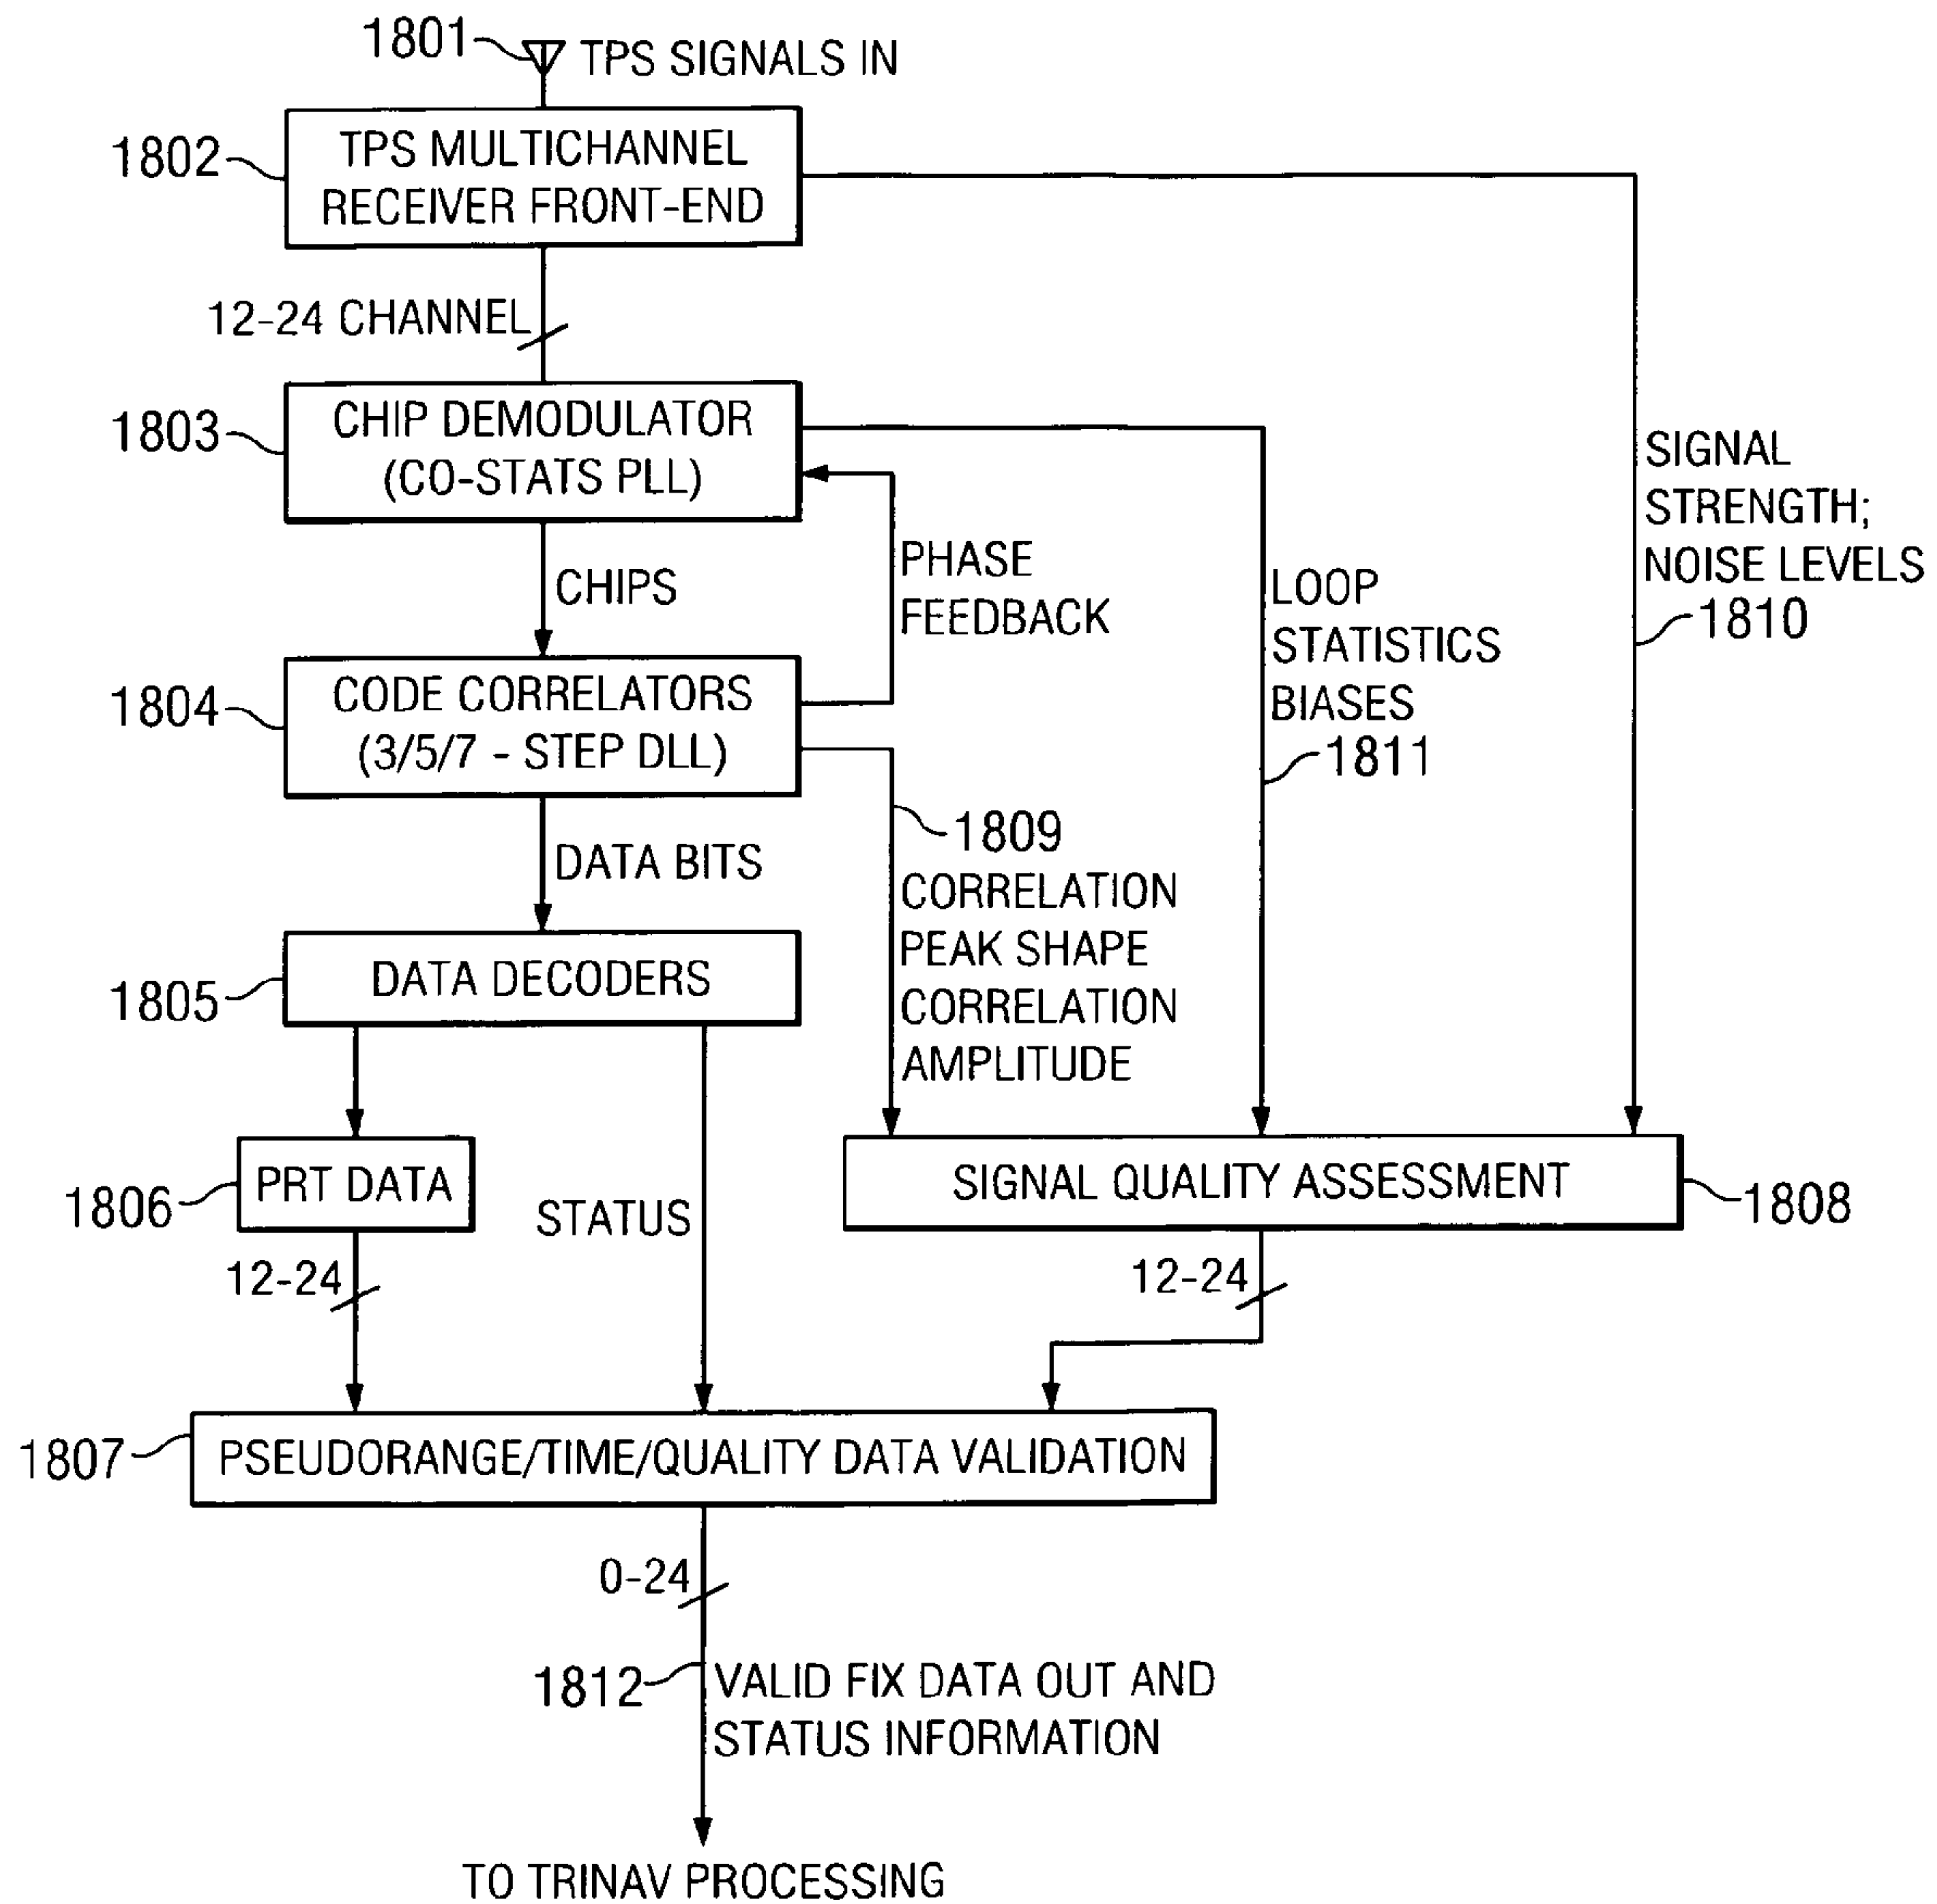 1801
TPS SIGNALS IN
1802
TPS MULTICHANNEL
RECEIVER FRONT-END
12-24 CHANNEL
1803
CHIP DEMODULATOR
(CO-STATS PLL)
SIGNAL
STRENGTH;
NOISE LEVELS
1810
PHASE
FEEDBACK
CHIPS
LOOP
STATISTICS
BIASES
1811
1804
CODE CORRELATORS
(3/5/7 - STEP DLL)
1809
CORRELATION
PEAK SHAPE
CORRELATION
AMPLITUDE
DATA BITS
1805
DATA DECODERS
1806
PRT DATA
STATUS
SIGNAL QUALITY ASSESSMENT
1808
12-24
12-24
1807
PSEUDORANGE/TIME/QUALITY DATA VALIDATION
0-24
1812
VALID FIX DATA OUT AND
STATUS INFORMATION
TO TRINAV PROCESSING